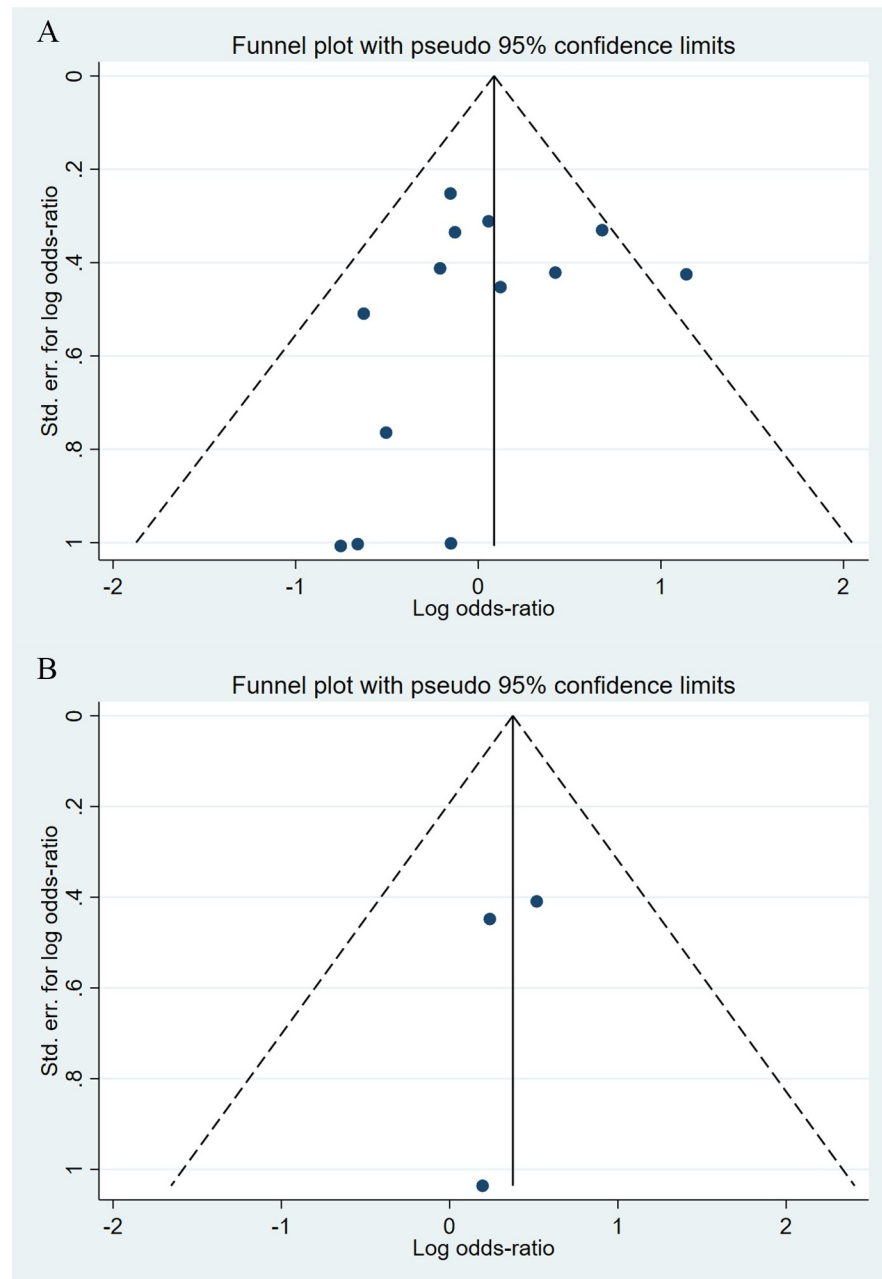 A
Funnel plot with pseudo 95% confidence limits
Std. err. for log odds-ratio
0
.2
.4
.6
.8
1
-2 -1 0 1 2
Log odds-ratio
B
Funnel plot with pseudo 95% confidence limits
Std. err. for log odds-ratio
0
.2
.4
.6
.8
1
-2 -1 0 1 2
Log odds-ratio